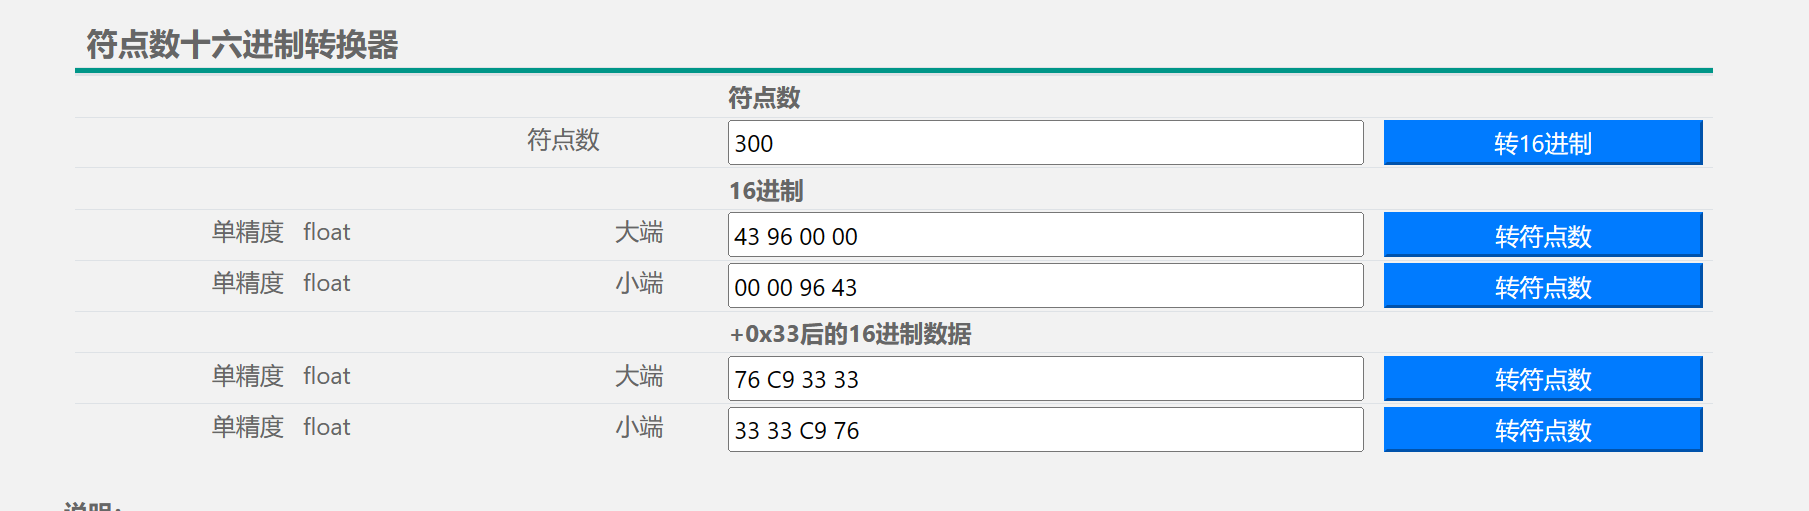 符点数十六进制转换器
符点数
符点数 300 转16进制
16进制
单精度 float 大端 43 96 00 00 转符点数
单精度 float 小端 00 00 96 43 转符点数
+0x33后的16进制数据
单精度 float 大端 76 C9 33 33 转符点数
单精度 float 小端 33 33 C9 76 转符点数
说明: